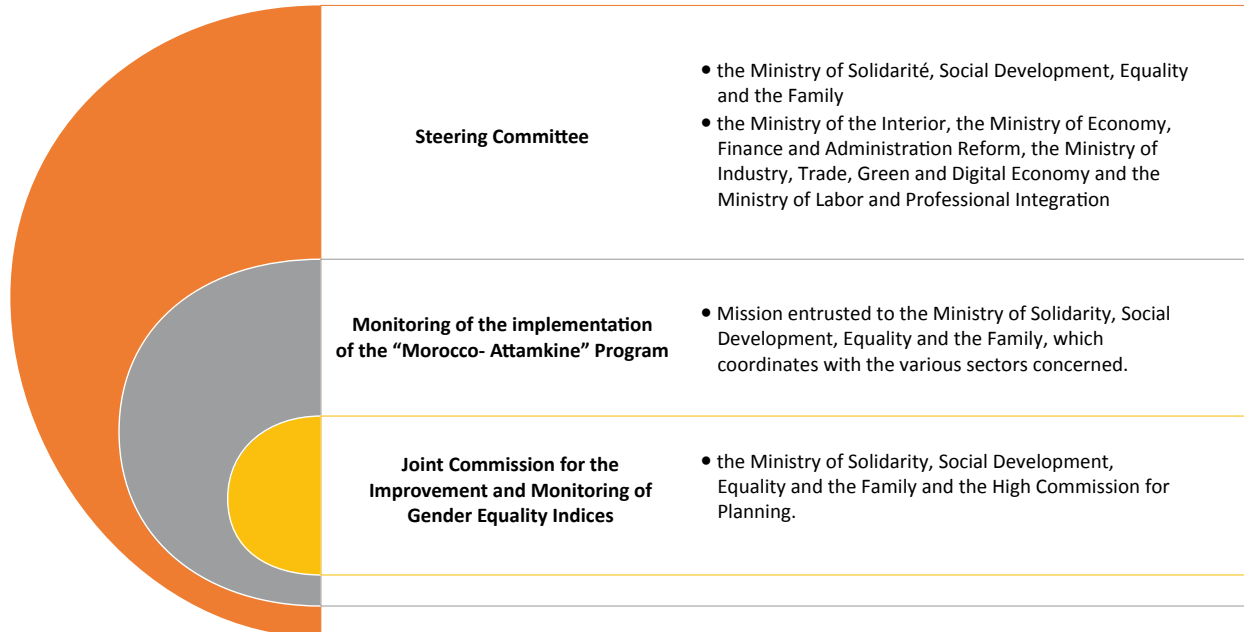 Steering Committee
• the Ministry of Solidarité, Social Development, Equality
and the Family
• the Ministry of the Interior, the Ministry of Economy,
Finance and Administration Reform, the Ministry of
Industry, Trade, Green and Digital Economy and the
Ministry of Labor and Professional Integration
Monitoring of the implementation
of the “Morocco- Attamkine” Program
• Mission entrusted to the Ministry of Solidarity, Social
Development, Equality and the Family, which
coordinates with the various sectors concerned.
Joint Commission for the
Improvement and Monitoring of
Gender Equality Indices
• the Ministry of Solidarity, Social Development,
Equality and the Family and the High Commission for
Planning.